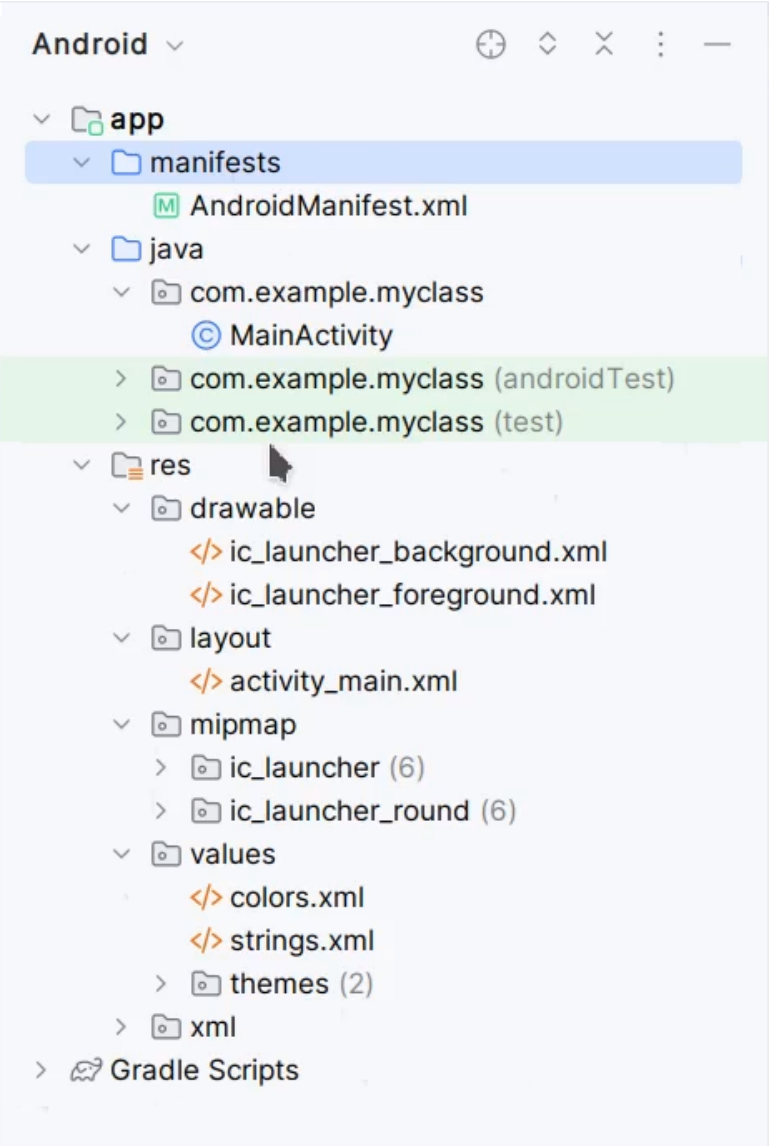 Android
app
manifests
AndroidManifest.xml
java
com.example.myclass
MainActivity
com.example.myclass (androidTest)
com.example.myclass (test)
res
drawable
ic_launcher_background.xml
ic_launcher_foreground.xml
layout
activity_main.xml
mipmap
ic_launcher (6)
ic_launcher_round (6)
values
colors.xml
strings.xml
themes (2)
xml
Gradle Scripts